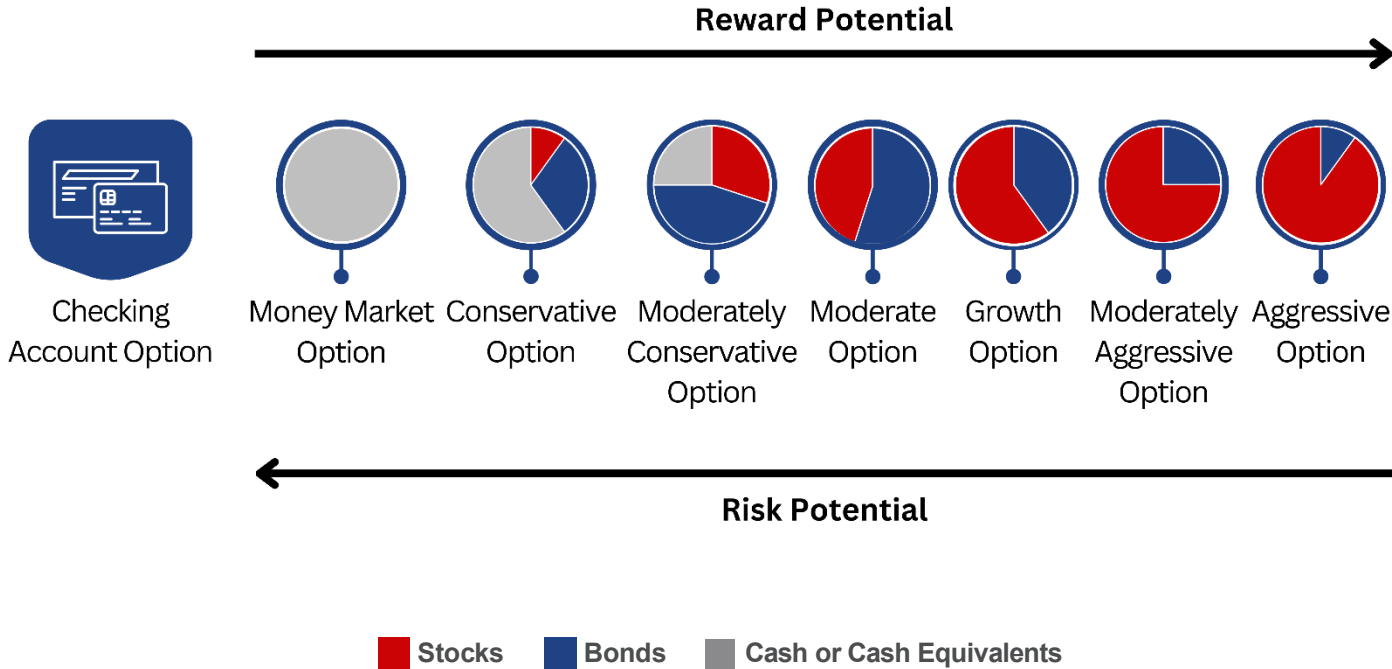 Reward Potential
Checking
Account Option
Money Market
Option
Conservative
Option
Moderately
Conservative
Option
Moderate
Option
Growth
Option
Moderately
Aggressive
Option
Aggressive
Option
Risk Potential
Stocks
Bonds
Cash or Cash Equivalents